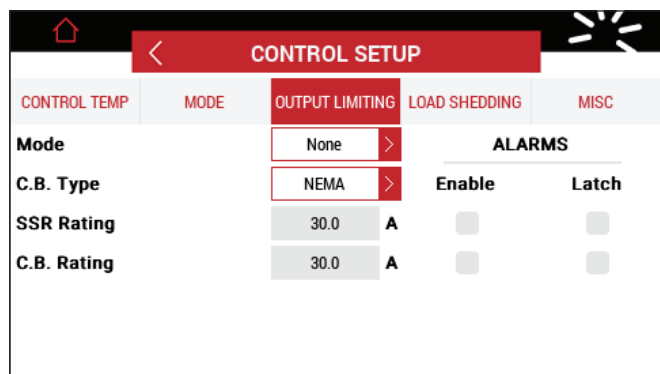 CONTROL SETUP
CONTROL TEMP MODE OUTPUT LIMITING LOAD SHEDDING MISC
Mode None ALARMS
C.B. Type NEMA Enable Latch
SSR Rating 30.0 A
C.B. Rating 30.0 A